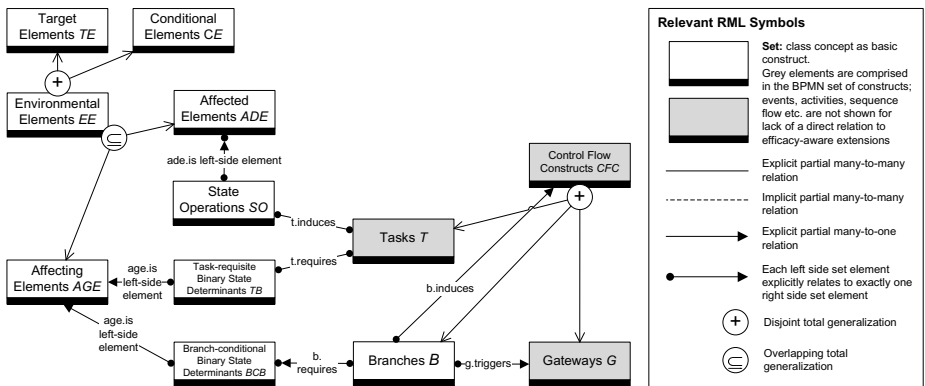 Target
Elements TE
Conditional
Elements CE
+
Environmental
Elements EE
⊆
Affected
Elements ADE
ade.is left-side element
State
Operations SO
t.induces
Control Flow
Constructs CFC
+
Tasks T
t.requires
Affecting
Elements AGE
age.is
left-side
element
Task-requisite
Binary State
Determinants TB
b.induces
age.is
left-side
element
Branch-conditional
Binary State
Determinants BCB
b.
requires
Branches B
g.triggers
Gateways G
Relevant RML Symbols
Set: class concept as basic
construct.
Grey elements are comprised
in the BPMN set of constructs;
events, activities, sequence
flow etc. are not shown for
lack of a direct relation to
efficacy-aware extensions
Explicit partial many-to-many
relation
Implicit partial many-to-many
relation
Explicit partial many-to-one
relation
Each left side set element
explicitly relates to exactly one
right side set element
+
Disjoint total generalization
⊆
Overlapping total
generalization